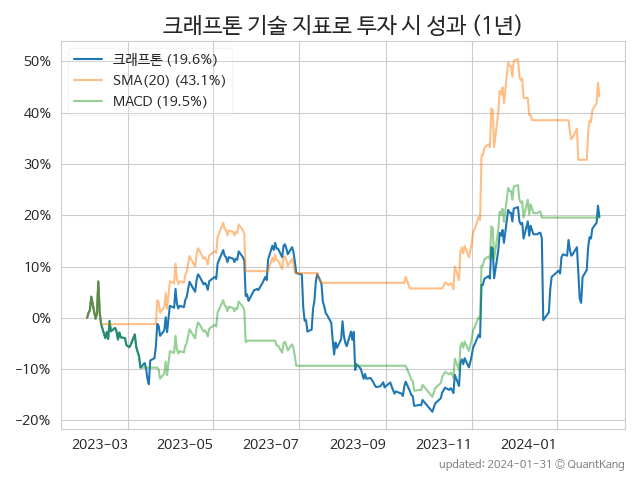 크래프톤 기술 지표로 투자 시 성과 (1년)
크래프톤 (19.6%)
SMA(20) (43.1%)
MACD (19.5%)
50%
40%
30%
20%
10%
0%
−10%
−20%
2023-03
2023-05
2023-07
2023-09
2023-11
2024-01
updated: 2024-01-31 © QuantKang